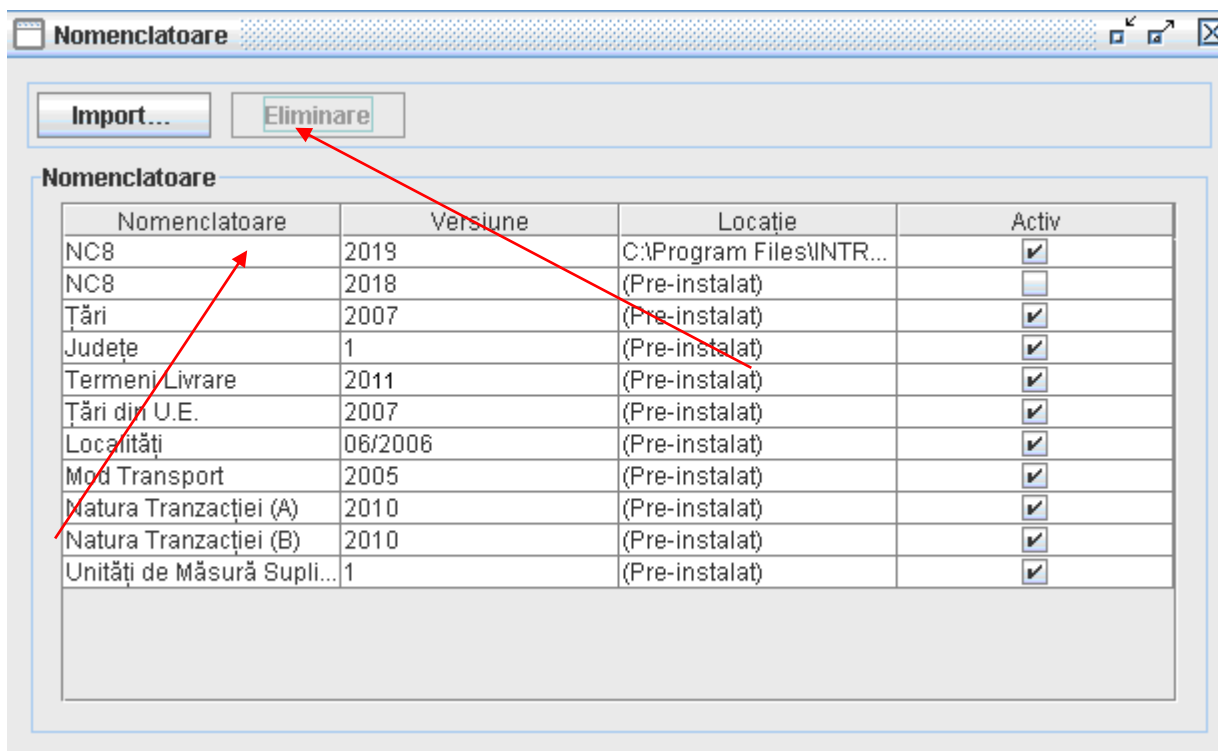 Nomenclatoare
Import... Eliminare
Nomenclatoare
Nomenclatoare Versiune Locație Activ
NC8 2019 C:\Program Files\INTR...
NC8 2018 (Pre-instalat)
Țări 2007 (Pre-instalat)
Județe 1 (Pre-instalat)
Termeni Livrare 2011 (Pre-instalat)
Țări din U.E. 2007 (Pre-instalat)
Localități 06/2006 (Pre-instalat)
Mod Transport 2005 (Pre-instalat)
Natura Tranzacției (A) 2010 (Pre-instalat)
Natura Tranzacției (B) 2010 (Pre-instalat)
Unități de Măsură Supli... 1 (Pre-instalat)